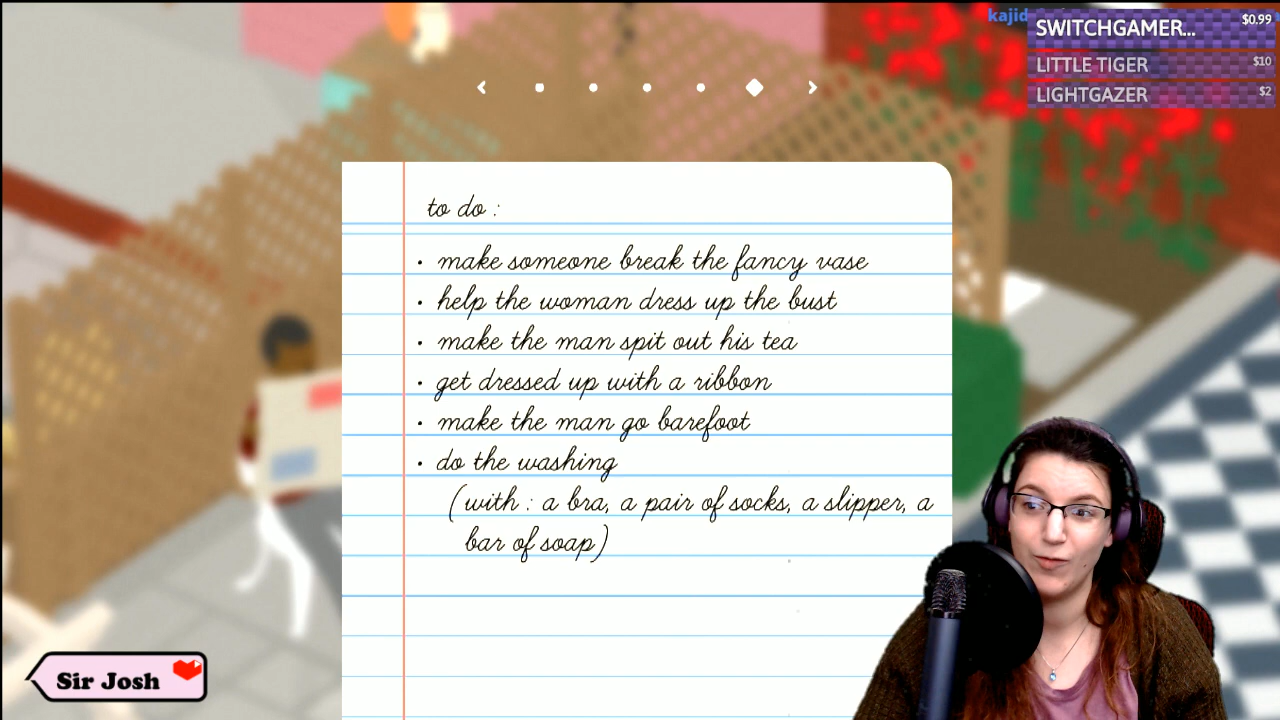 SWITCHGAMER... $0.99
LITTLE TIGER $10
LIGHTGAZER $2
to do :
• make someone break the fancy vase
• help the woman dress up the bust
• make the man spit out his tea
• get dressed up with a ribbon
• make the man go barefoot
• do the washing
(with : a bra, a pair of socks, a slipper, a
bar of soap)
Sir Josh